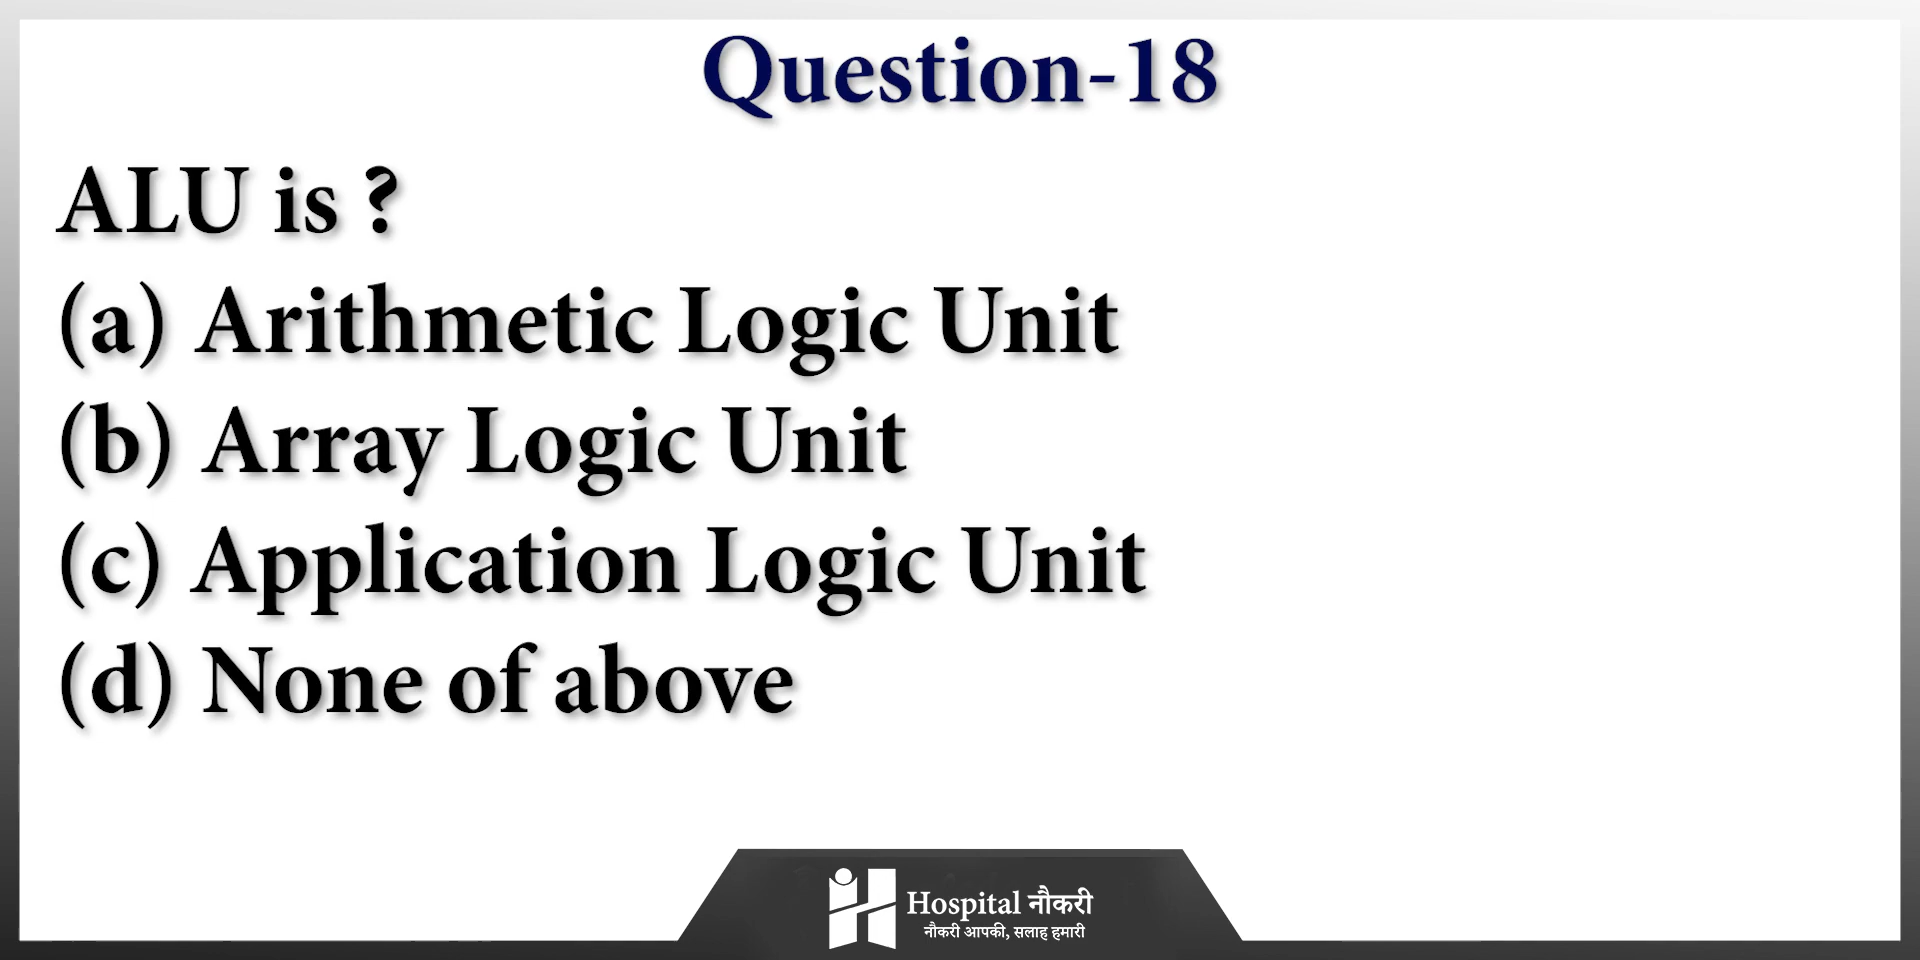 Question-18
ALU is ?
(a) Arithmetic Logic Unit
(b) Array Logic Unit
(c) Application Logic Unit
(d) None of above
Hospital नौकरी
नौकरी आपकी, सलाह हमारी